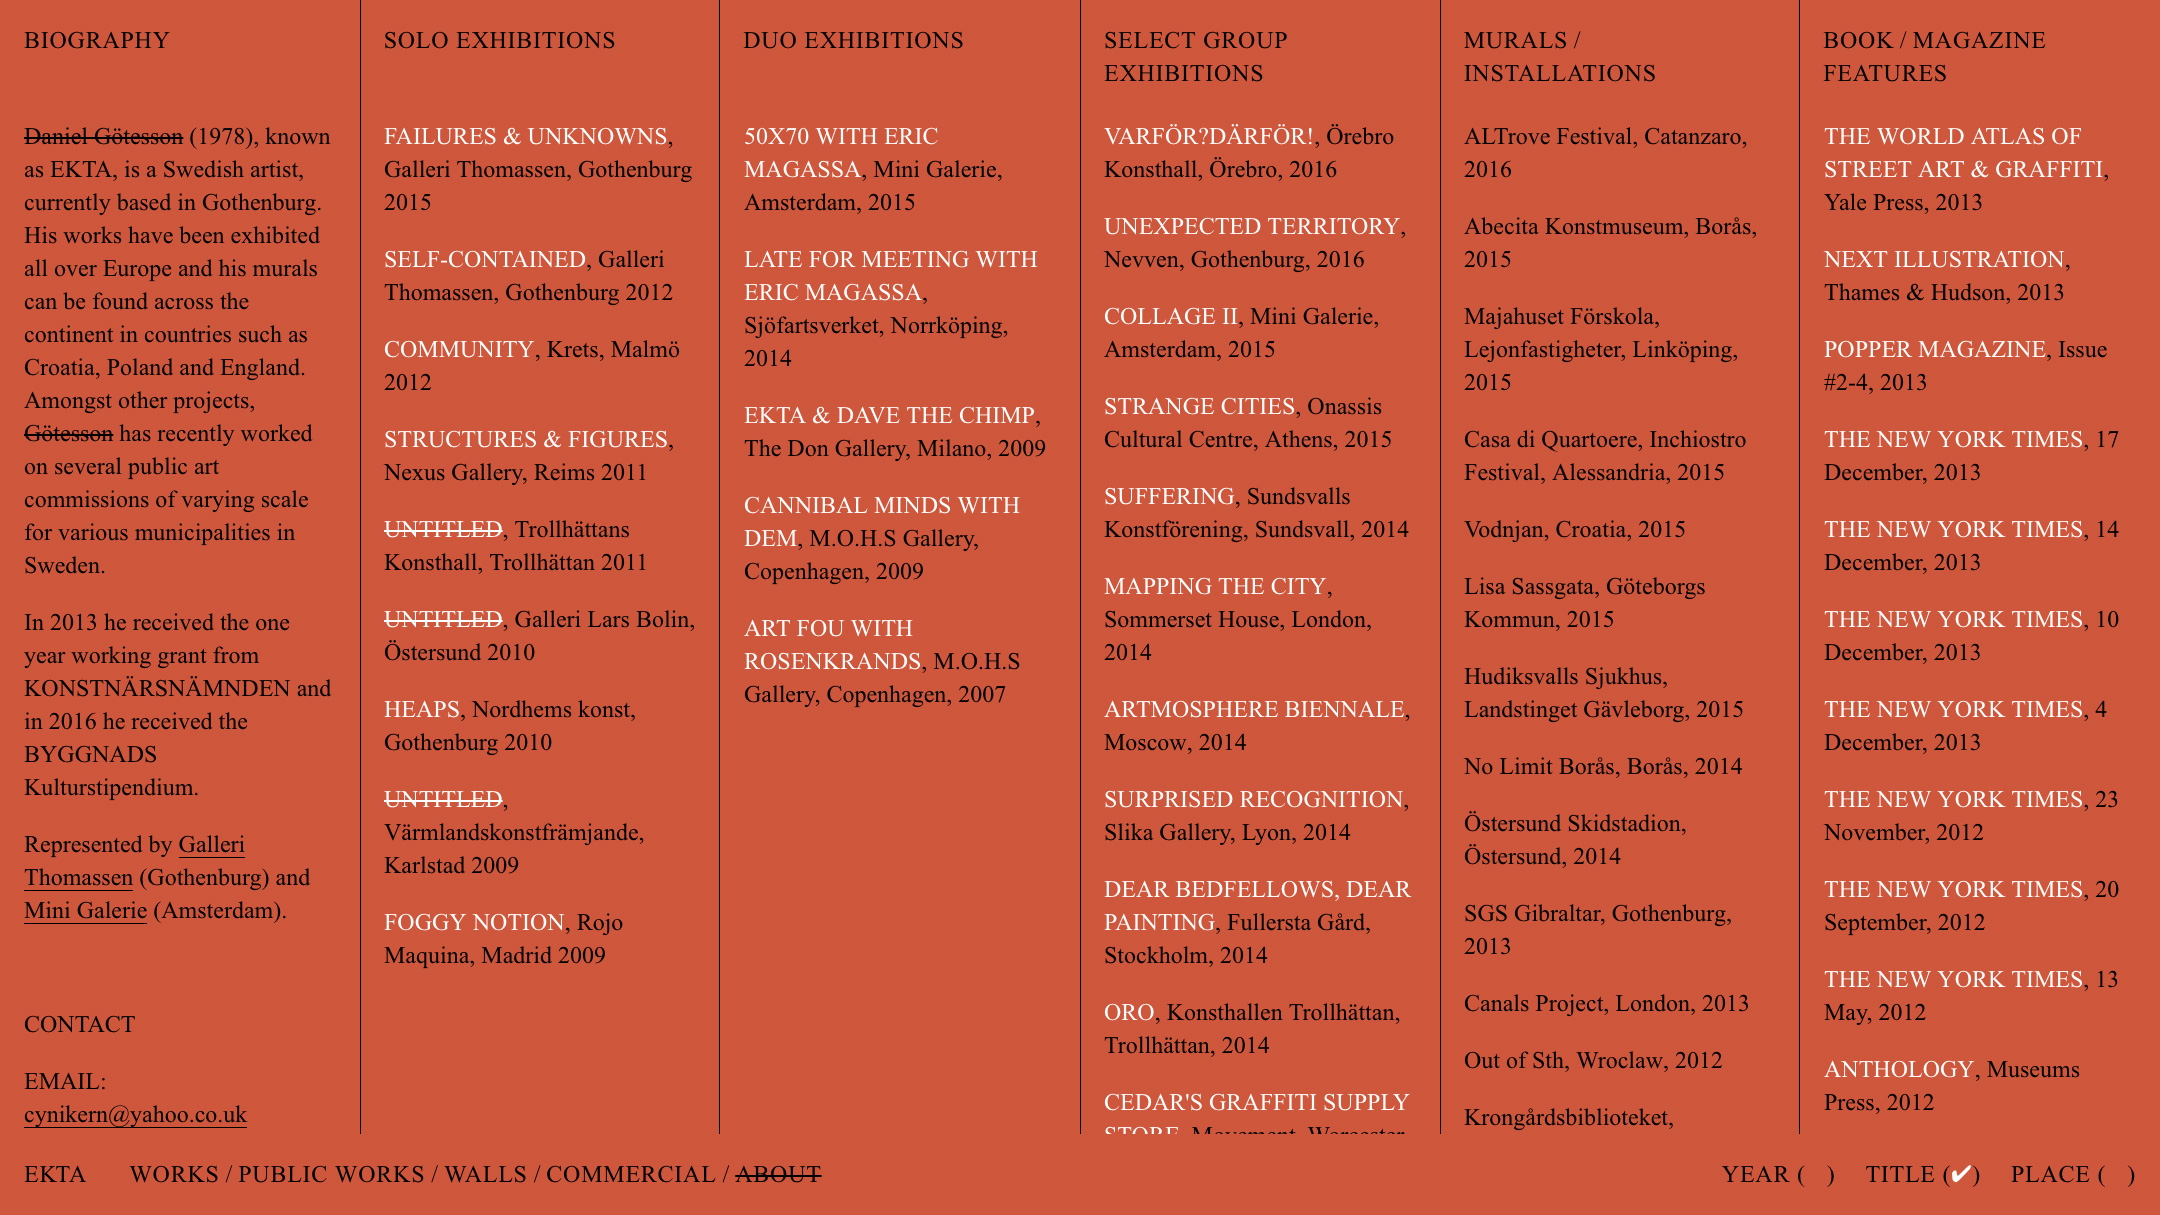 BIOGRAPHY
Daniel Götesson (1978), known
as EKTA, is a Swedish artist,
currently based in Gothenburg.
His works have been exhibited
all over Europe and his murals
can be found across the
continent in countries such as
Croatia, Poland and England.
Amongst other projects,
Götesson has recently worked
on several public art
commissions of varying scale
for various municipalities in
Sweden.
In 2013 he received the one
year working grant from
KONSTNÄRSNÄMNDEN and
in 2016 he received the
BYGGNADS
Kulturstipendium.
Represented by Galleri
Thomassen (Gothenburg) and
Mini Galerie (Amsterdam).
CONTACT
EMAIL:
cynikern@yahoo.co.uk
SOLO EXHIBITIONS
FAILURES & UNKNOWNS,
Galleri Thomassen, Gothenburg
2015
SELF-CONTAINED, Galleri
Thomassen, Gothenburg 2012
COMMUNITY, Krets, Malmö
2012
STRUCTURES & FIGURES,
Nexus Gallery, Reims 2011
UNTITLED, Trollhättans
Konsthall, Trollhättan 2011
UNTITLED, Galleri Lars Bolin,
Östersund 2010
HEAPS, Nordhems konst,
Gothenburg 2010
UNTITLED,
Värmlandskonstfrämjande,
Karlstad 2009
FOGGY NOTION, Rojo
Maquina, Madrid 2009
DUO EXHIBITIONS
50X70 WITH ERIC
MAGASSA, Mini Galerie,
Amsterdam, 2015
LATE FOR MEETING WITH
ERIC MAGASSA,
Sjöfartsverket, Norrköping,
2014
EKTA & DAVE THE CHIMP,
The Don Gallery, Milano, 2009
CANNIBAL MINDS WITH
DEM, M.O.H.S Gallery,
Copenhagen, 2009
ART FOU WITH
ROSENKRANDS, M.O.H.S
Gallery, Copenhagen, 2007
SELECT GROUP
EXHIBITIONS
VARFÖR?DÄRFÖR!, Örebro
Konsthall, Örebro, 2016
UNEXPECTED TERRITORY,
Nevven, Gothenburg, 2016
COLLAGE II, Mini Galerie,
Amsterdam, 2015
STRANGE CITIES, Onassis
Cultural Centre, Athens, 2015
SUFFERING, Sundsvalls
Konstförening, Sundsvall, 2014
MAPPING THE CITY,
Sommerset House, London,
2014
ARTMOSPHERE BIENNALE,
Moscow, 2014
SURPRISED RECOGNITION,
Slika Gallery, Lyon, 2014
DEAR BEDFELLOWS, DEAR
PAINTING, Fullersta Gård,
Stockholm, 2014
ORO, Konsthallen Trollhättan,
Trollhättan, 2014
CEDAR'S GRAFFITI SUPPLY
STORE, Movement, Worcester
MURALS /
INSTALLATIONS
ALTrove Festival, Catanzaro,
2016
Abecita Konstmuseum, Borås,
2015
Majahuset Förskola,
Lejonfastigheter, Linköping,
2015
Casa di Quartoere, Inchiostro
Festival, Alessandria, 2015
Vodnjan, Croatia, 2015
Lisa Sassgata, Göteborgs
Kommun, 2015
Hudiksvalls Sjukhus,
Landstinget Gävleborg, 2015
No Limit Borås, Borås, 2014
Östersund Skidstadion,
Östersund, 2014
SGS Gibraltar, Gothenburg,
2013
Canals Project, London, 2013
Out of Sth, Wroclaw, 2012
Krongårdsbiblioteket,
BOOK / MAGAZINE
FEATURES
THE WORLD ATLAS OF
STREET ART & GRAFFITI,
Yale Press, 2013
NEXT ILLUSTRATION,
Thames & Hudson, 2013
POPPER MAGAZINE, Issue
#2-4, 2013
THE NEW YORK TIMES, 17
December, 2013
THE NEW YORK TIMES, 14
December, 2013
THE NEW YORK TIMES, 10
December, 2013
THE NEW YORK TIMES, 4
December, 2013
THE NEW YORK TIMES, 23
November, 2012
THE NEW YORK TIMES, 20
September, 2012
THE NEW YORK TIMES, 13
May, 2012
ANTHOLOGY, Museums
Press, 2012
EKTA WORKS / PUBLIC WORKS / WALLS / COMMERCIAL / ABOUT YEAR ( ) TITLE (✔) PLACE ( )